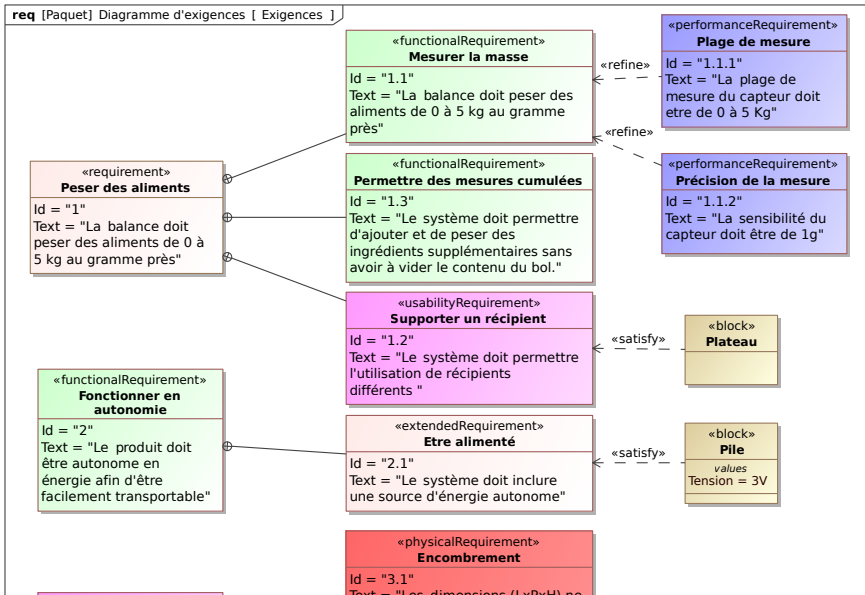 req [Paquet] Diagramme d'exigences [ Exigences ]
«functionalRequirement»
Mesurer la masse
Id = "1.1"
Text = "La balance doit peser des
aliments de 0 à 5 kg au gramme
près"
«refine»
«performanceRequirement»
Plage de mesure
Id = "1.1.1"
Text = "La plage de
mesure du capteur doit
etre de 0 à 5 Kg"
«refine»
«requirement»
Peser des aliments
Id = "1"
Text = "La balance doit
peser des aliments de 0 à
5 kg au gramme près"
«functionalRequirement»
Permettre des mesures cumulées
Id = "1.3"
Text = "Le système doit permettre
d'ajouter et de peser des
ingrédients supplémentaires sans
avoir à vider le contenu du bol."
«performanceRequirement»
Précision de la mesure
Id = "1.1.2"
Text = "La sensibilité du
capteur doit être de 1g"
«usabilityRequirement»
Supporter un récipient
Id = "1.2"
Text = "Le système doit permettre
l'utilisation de récipients
différents "
«satisfy»
«block»
Plateau
«functionalRequirement»
Fonctionner en
autonomie
Id = "2"
Text = "Le produit doit
être autonome en
énergie afin d'être
facilement transportable"
«extendedRequirement»
Etre alimenté
Id = "2.1"
Text = "Le système doit inclure
une source d'énergie autonome"
«satisfy»
«block»
Pile
values
Tension = 3V
«physicalRequirement»
Encombrement
Id = "3.1"
Text = "Les dimensions (LxPxH) ne